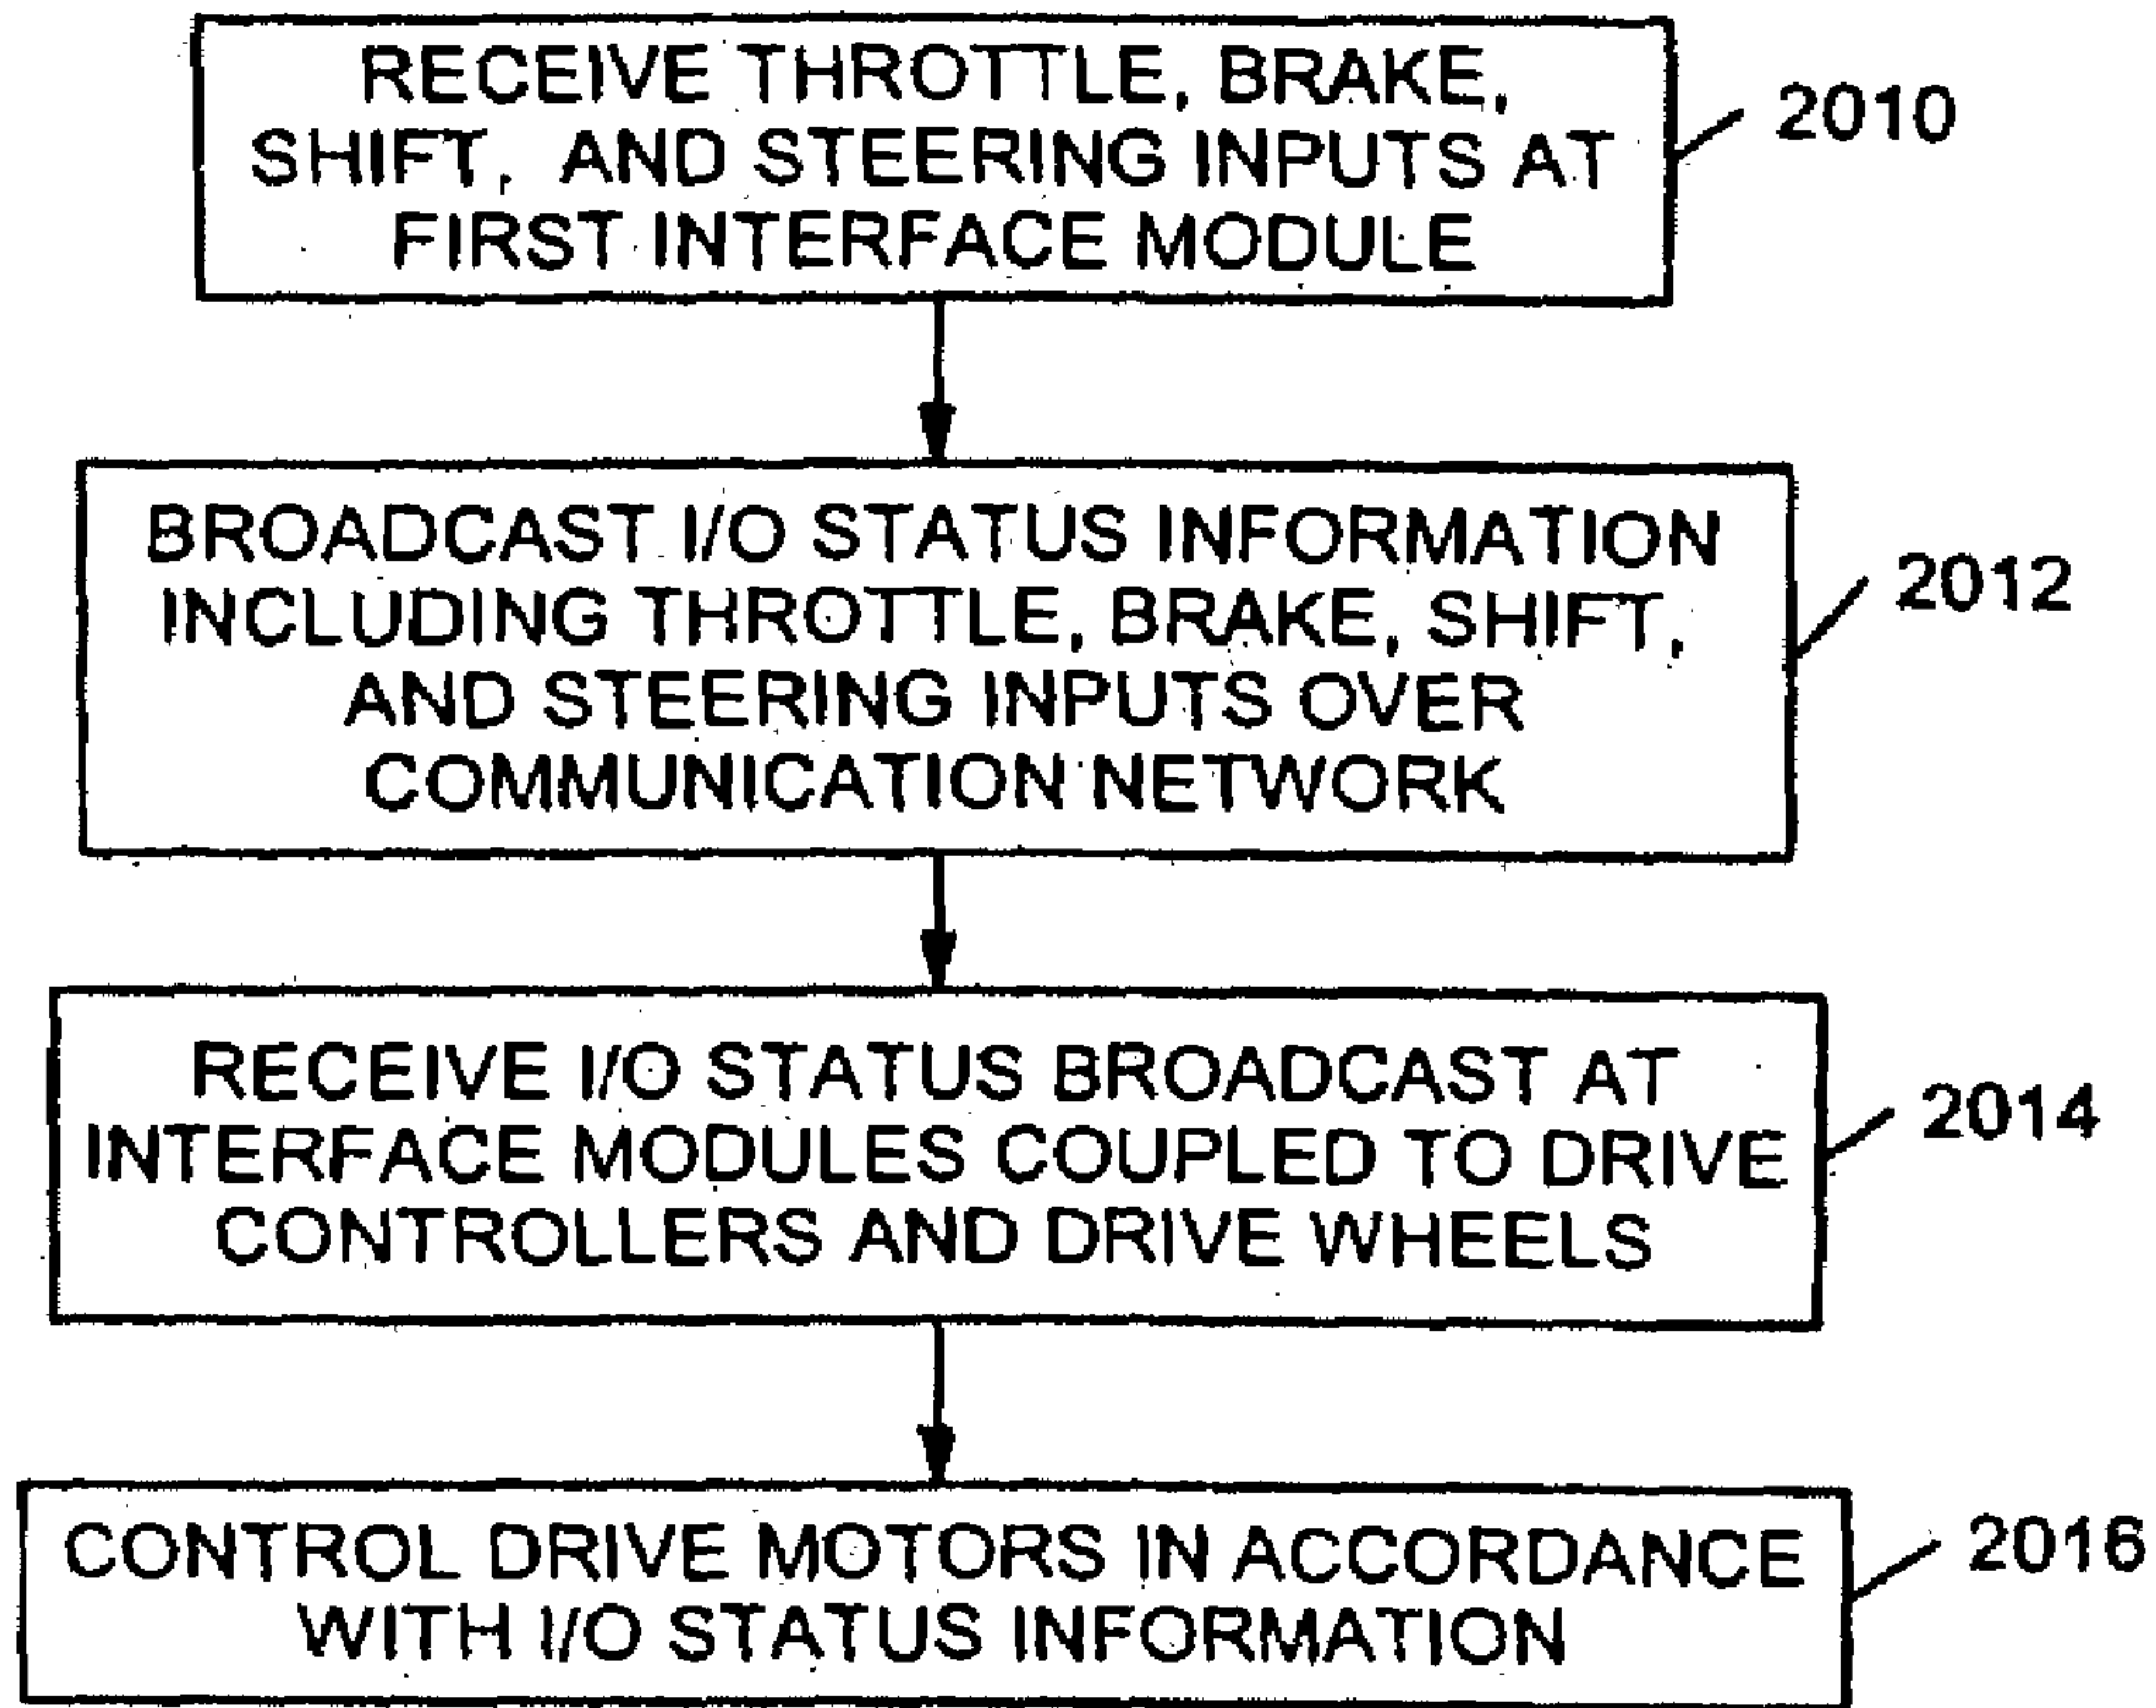 RECEIVE THROTTLE, BRAKE,
SHIFT, AND STEERING INPUTS AT
FIRST INTERFACE MODULE
2010
BROADCAST I/O STATUS INFORMATION
INCLUDING THROTTLE, BRAKE, SHIFT,
AND STEERING INPUTS OVER
COMMUNICATION NETWORK
2012
RECEIVE I/O STATUS BROADCAST AT
INTERFACE MODULES COUPLED TO DRIVE
CONTROLLERS AND DRIVE WHEELS
2014
CONTROL DRIVE MOTORS IN ACCORDANCE
WITH I/O STATUS INFORMATION
2016